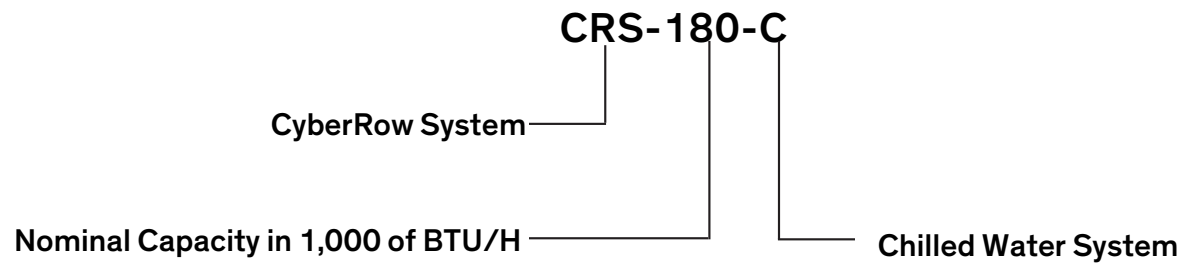 CRS-180-C
CyberRow System
Nominal Capacity in 1,000 of BTU/H
Chilled Water System